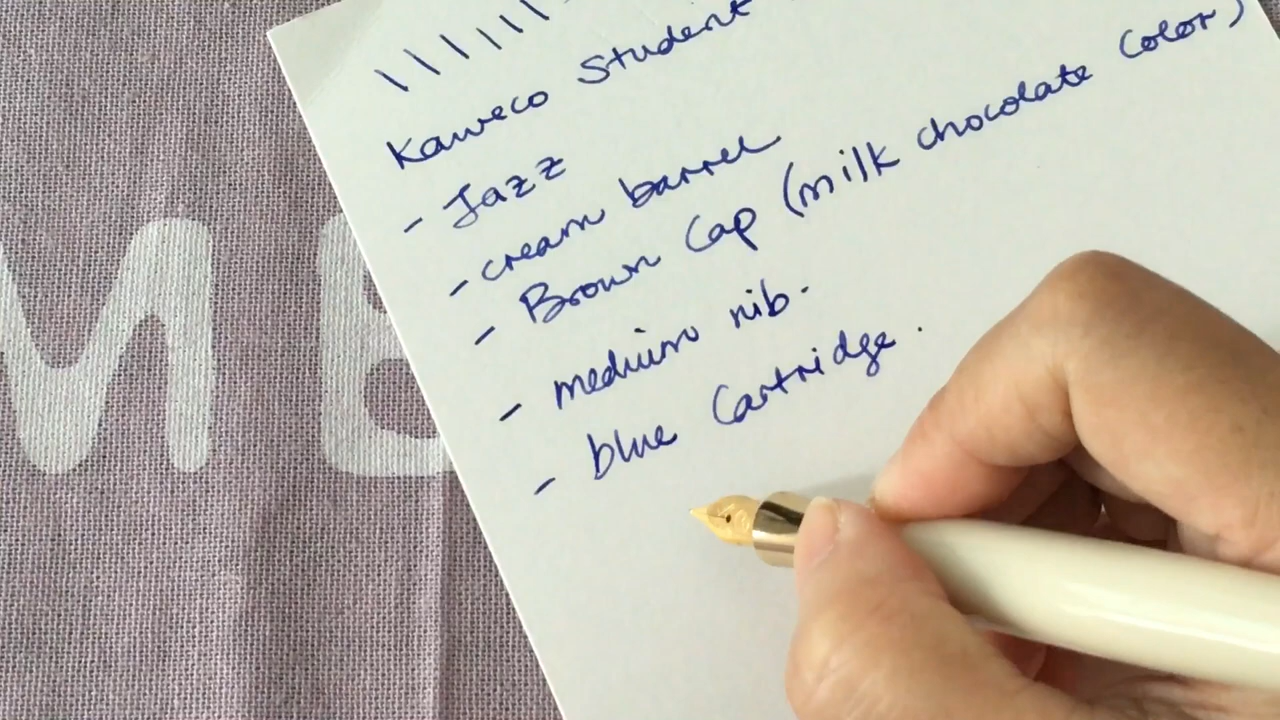 Kaweco Student
- Jazz
- cream barrel
- Brown Cap (milk chocolate color)
- medium nib.
- blue Cartridge.
M